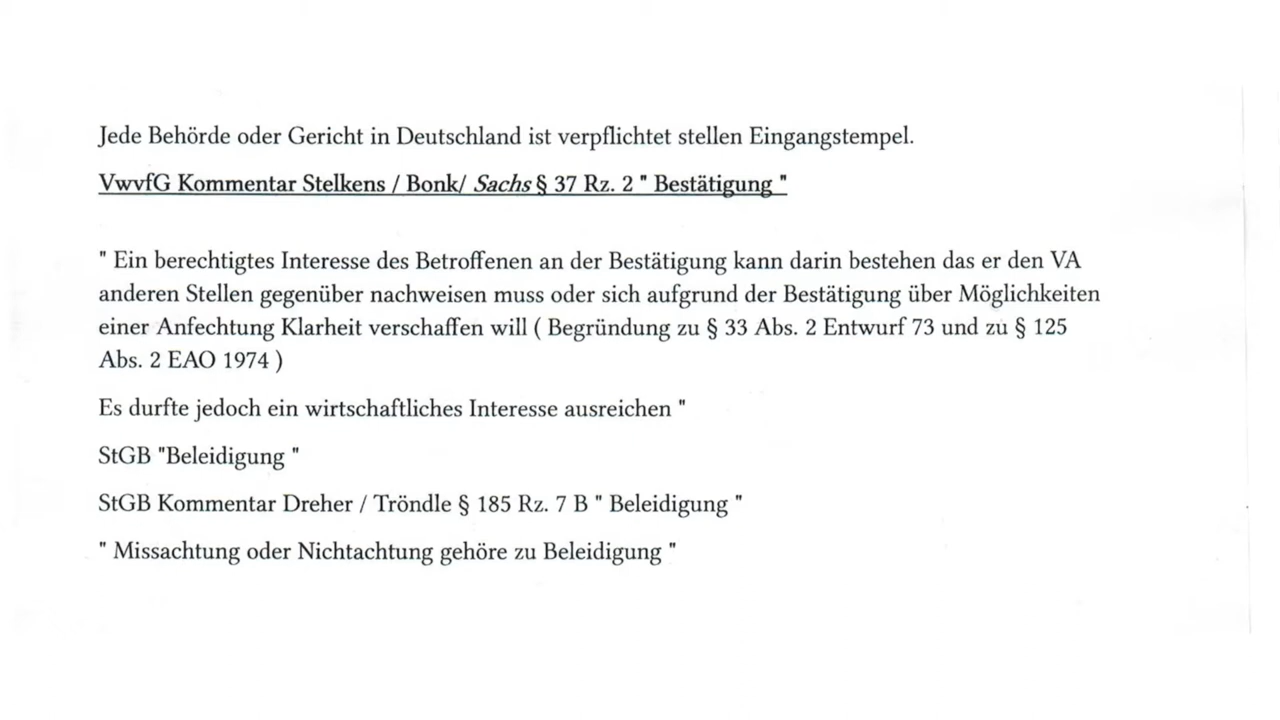 Jede Behörde oder Gericht in Deutschland ist verpflichtet stellen Eingangstempel.
VwvfG Kommentar Stelkens / Bonk/ Sachs § 37 Rz. 2 " Bestätigung "
" Ein berechtigtes Interesse des Betroffenen an der Bestätigung kann darin bestehen das er den VA
anderen Stellen gegenüber nachweisen muss oder sich aufgrund der Bestätigung über Möglichkeiten
einer Anfechtung Klarheit verschaffen will ( Begründung zu § 33 Abs. 2 Entwurf 73 und zu § 125
Abs. 2 EAO 1974 )
Es durfte jedoch ein wirtschaftliches Interesse ausreichen "
StGB "Beleidigung "
StGB Kommentar Dreher / Tröndle § 185 Rz. 7 B " Beleidigung "
" Missachtung oder Nichtachtung gehöre zu Beleidigung "